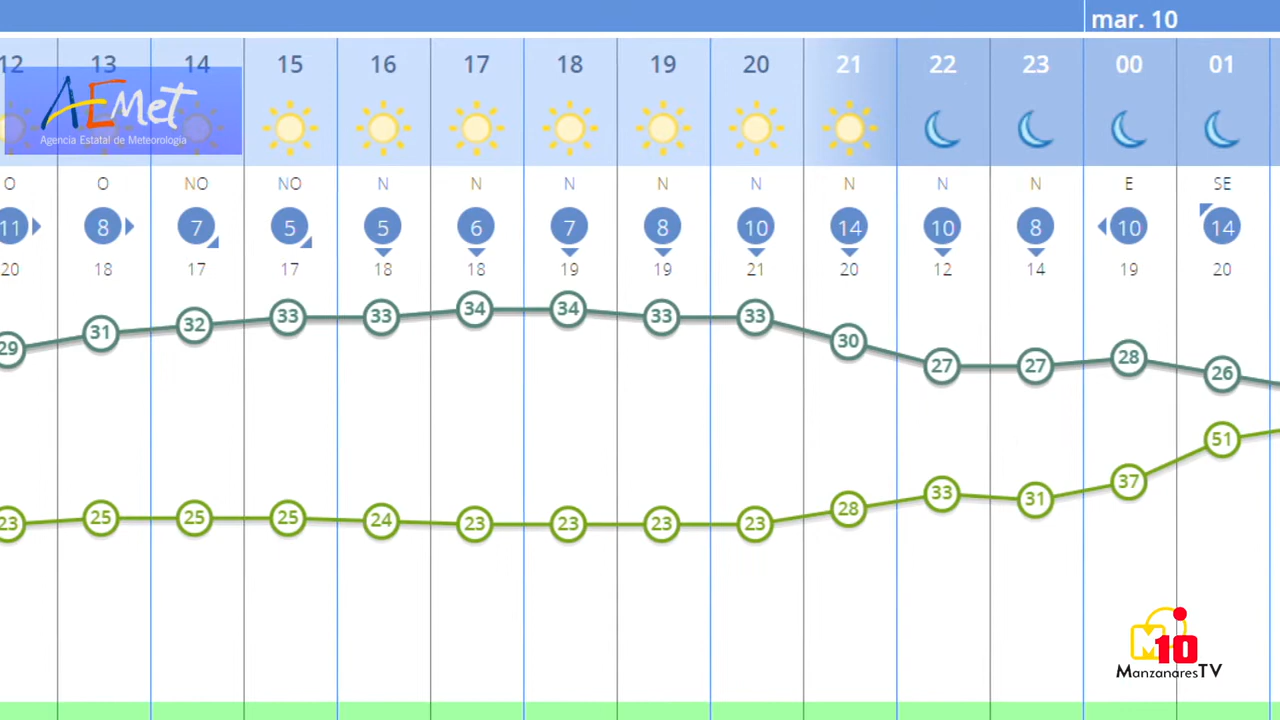 mar. 10
12 13 14 15 16 17 18 19 20 21 22 23 00 01
AEMet
Agencia Estatal de Meteorología
O O NO NO N N N N N N N N E SE
11 8 7 5 5 6 7 8 10 14 10 8 10 14
20 18 17 17 18 18 19 19 21 20 12 14 19 20
29 31 32 33 33 34 34 33 33 30 27 27 28 26
23 25 25 25 24 23 23 23 23 28 33 31 37 51
M10
ManzanaresTV